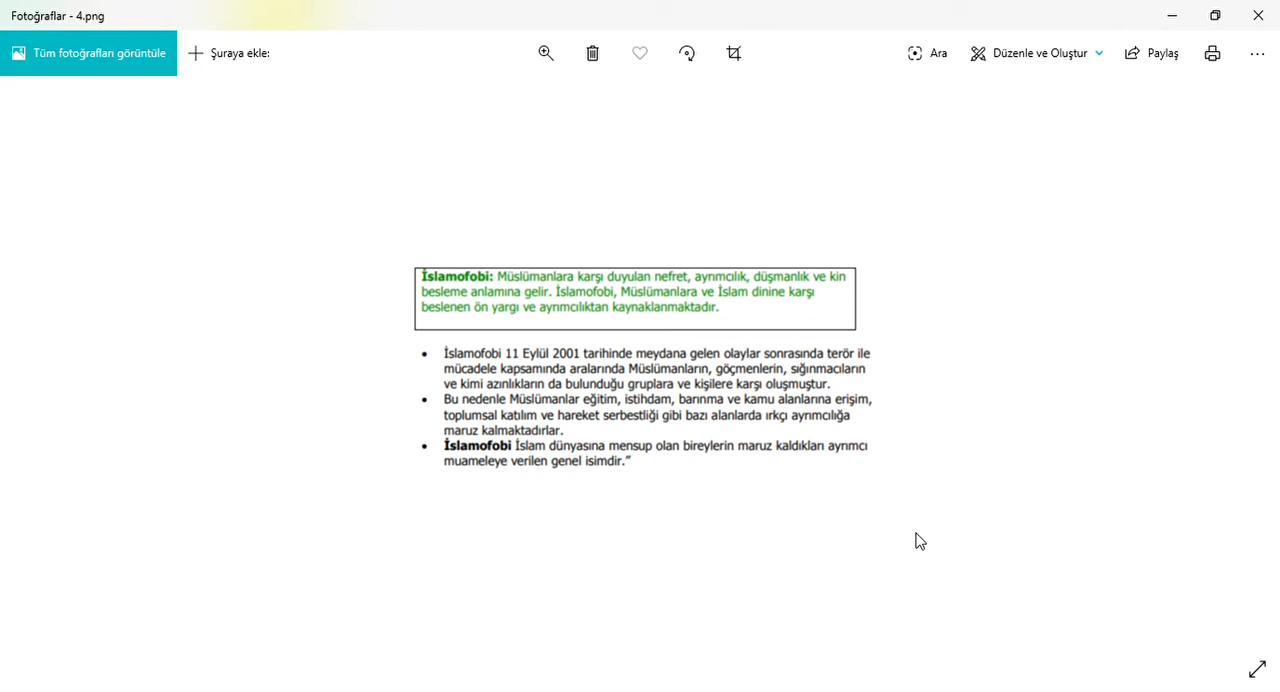 Fotoğraflar - 4.png
Tüm fotoğrafları görüntüle
Şuraya ekle:
Ara
Düzenle ve Oluştur
Paylaş
İslamofobi: Müslümanlara karşı duyulan nefret, ayrımcılık, düşmanlık ve kin
besleme anlamına gelir. İslamofobi, Müslümanlara ve İslam dinine karşı
beslenen ön yargı ve ayrımcılıktan kaynaklanmaktadır.
• İslamofobi 11 Eylül 2001 tarihinde meydana gelen olaylar sonrasında terör ile
mücadele kapsamında aralarında Müslümanların, göçmenlerin, sığınmacıların
ve kimi azınlıkların da bulunduğu gruplara ve kişilere karşı oluşmuştur.
• Bu nedenle Müslümanlar eğitim, istihdam, barınma ve kamu alanlarına erişim,
toplumsal katılım ve hareket serbestliği gibi bazı alanlarda ırkçı ayrımcılığa
maruz kalmaktadırlar.
• İslamofobi İslam dünyasına mensup olan bireylerin maruz kaldıkları ayrımcı
muameleye verilen genel isimdir.”